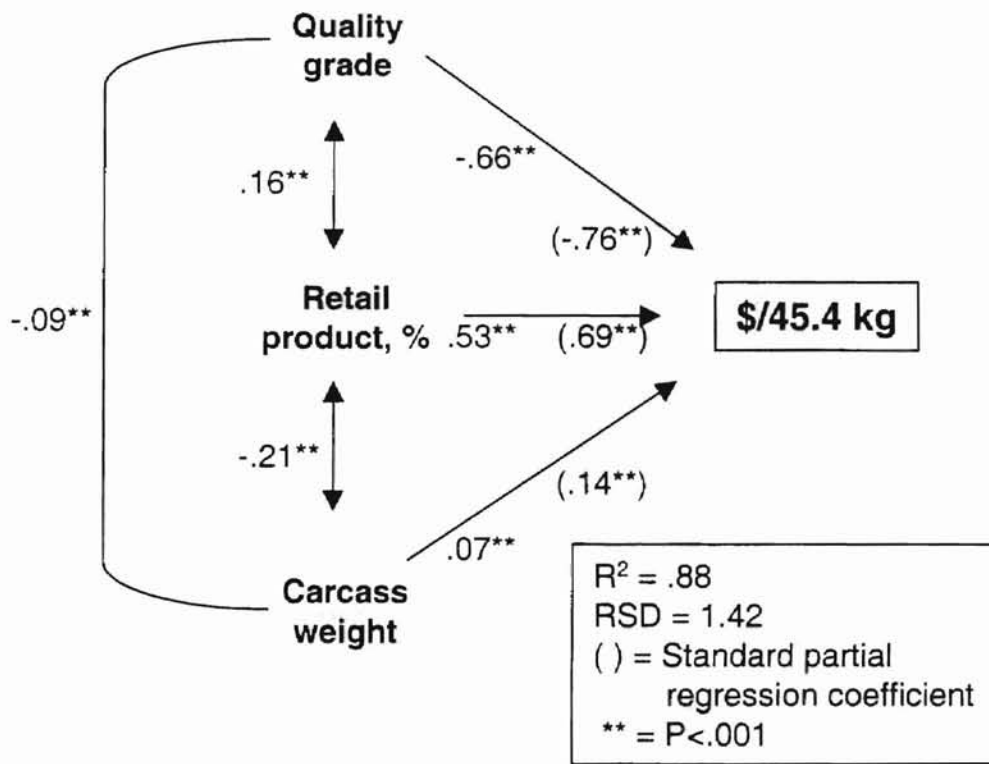 Quality
grade
-.66**
.16**
(-.76**)
-.09**
Retail
product, % .53** (.69**)
$/45.4 kg
-.21**
(.14**)
.07**
Carcass
weight
R² = .88
RSD = 1.42
( ) = Standard partial
regression coefficient
** = P<.001